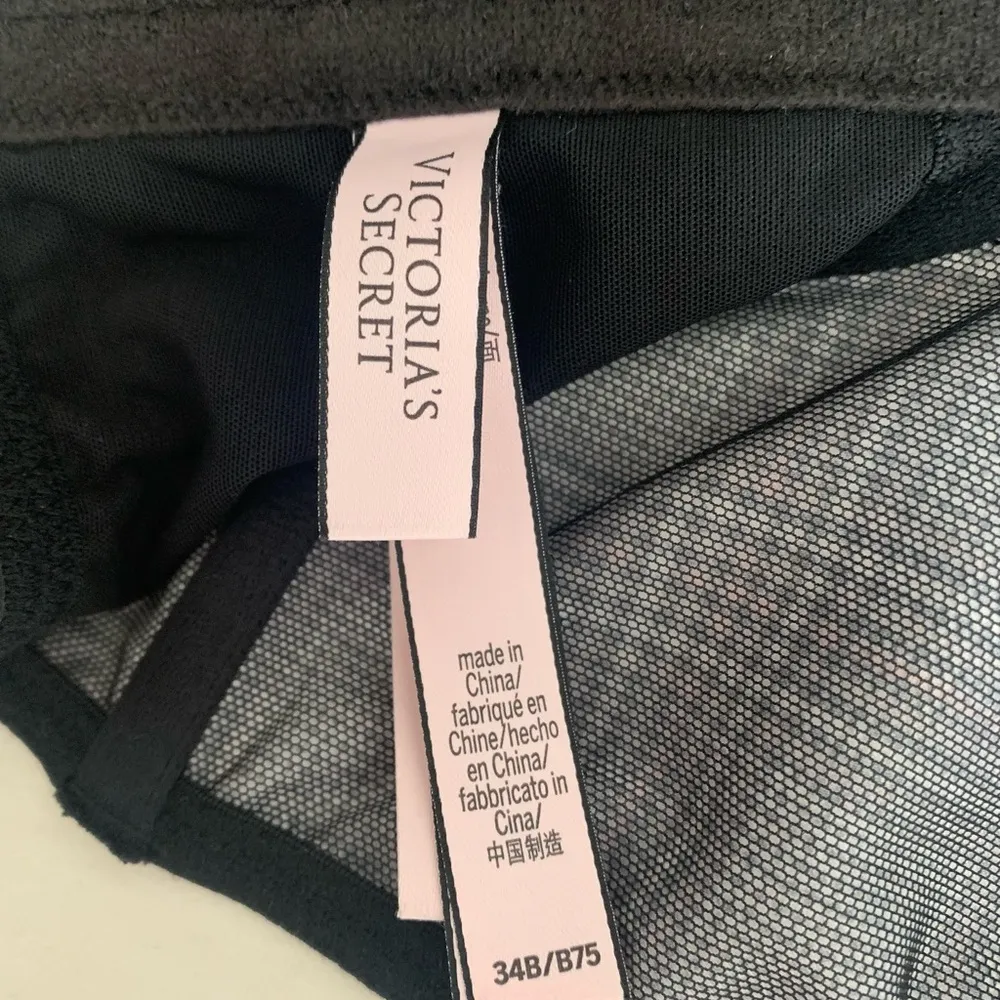 VICTORIA'S
SECRET
/面
made in
China/
fabriqué en
Chine/hecho
en China/
fabbricato in
Cina/
中国制造
34B/B75